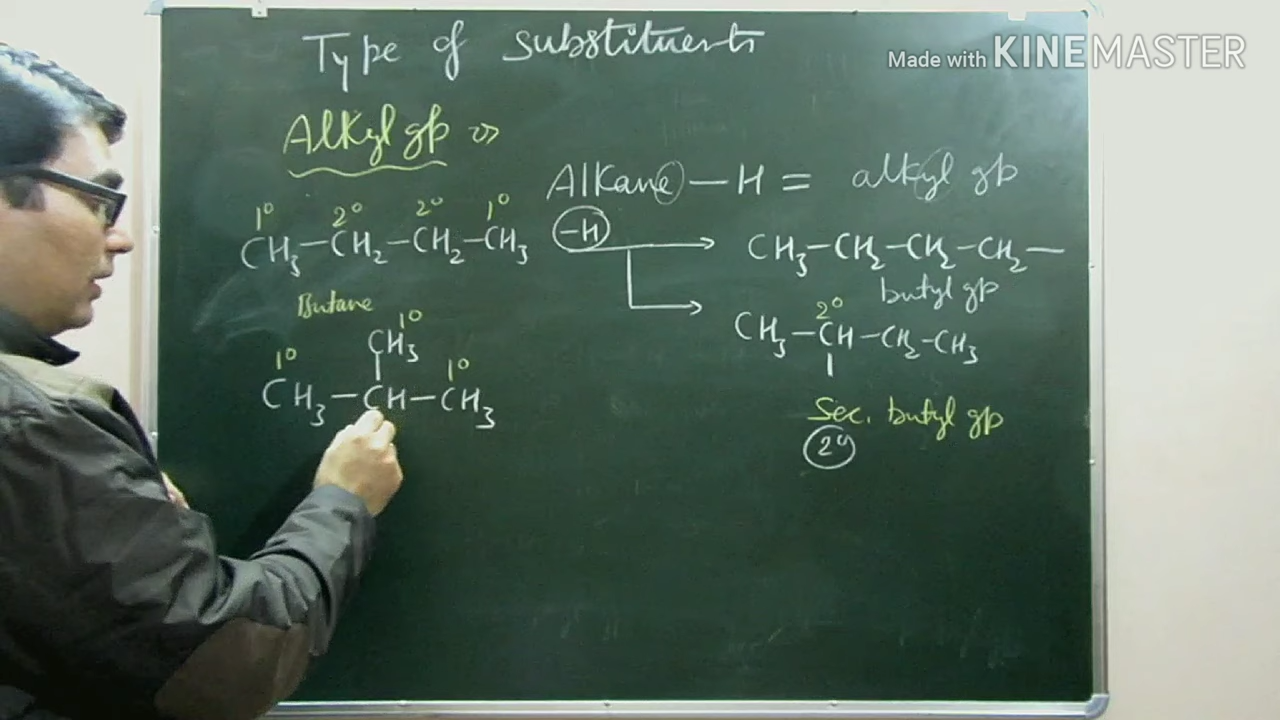 Type of substituents
Made with KINEMASTER
Alkyl gp
Alkane — H = alkyl gp
1° 2° 2° 1°
CH₃—CH₂—CH₂—CH₃
–H
CH₃—CH₂—CH₂—CH₂—
Butane
butyl gp
1°
CH₃
2°
CH₃—CH—CH₂—CH₃
1° 1°
CH₃—CH—CH₃
Sec. butyl gp
2°